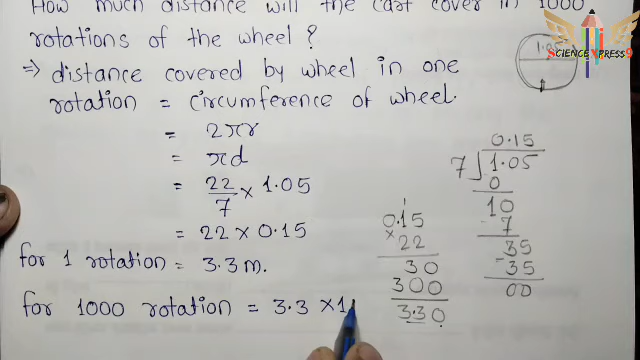 How much distance will the cart cover in 1000
rotations of the wheel ?
⇒ distance covered by wheel in one
rotation = circumference of wheel.
= 2πr
= πd
= 22/7 × 1.05
= 22 × 0.15
for 1 rotation = 3.3 m.
for 1000 rotation = 3.3 × 1
1
0.15
× 22
30
300
3.30
0.15
7 ) 1.05
0
10
- 7
35
- 35
00
SCIENCE XPRESS 9